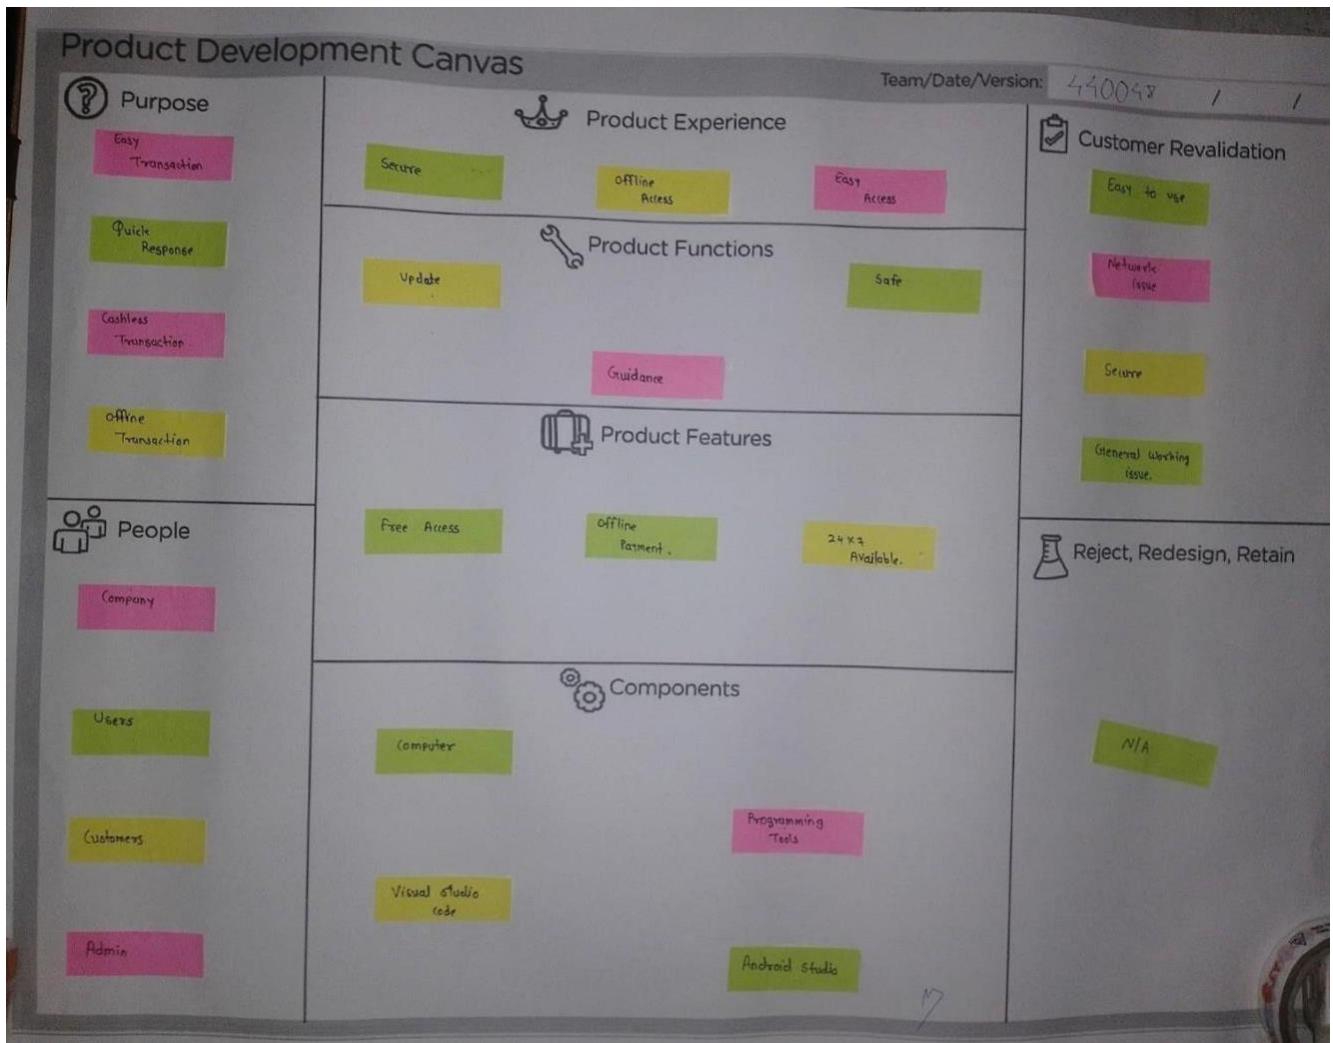 Product Development Canvas
Team/Date/Version: 440048 / /
Purpose
Easy
Transaction
Quick
Response
Cashless
Transaction
Offline
Transaction
People
Company
Users
Customers
Admin
Product Experience
Secure
Offline
Access
Easy
Access
Product Functions
Update
Safe
Guidance
Product Features
Free Access
Offline
Payment.
24x7
Available.
Components
Computer
Programming
Tools
Visual Studio
Code
Android Studio
Customer Revalidation
Easy to use
Network
issue
Secure
General Working
issue.
Reject, Redesign, Retain
N/A